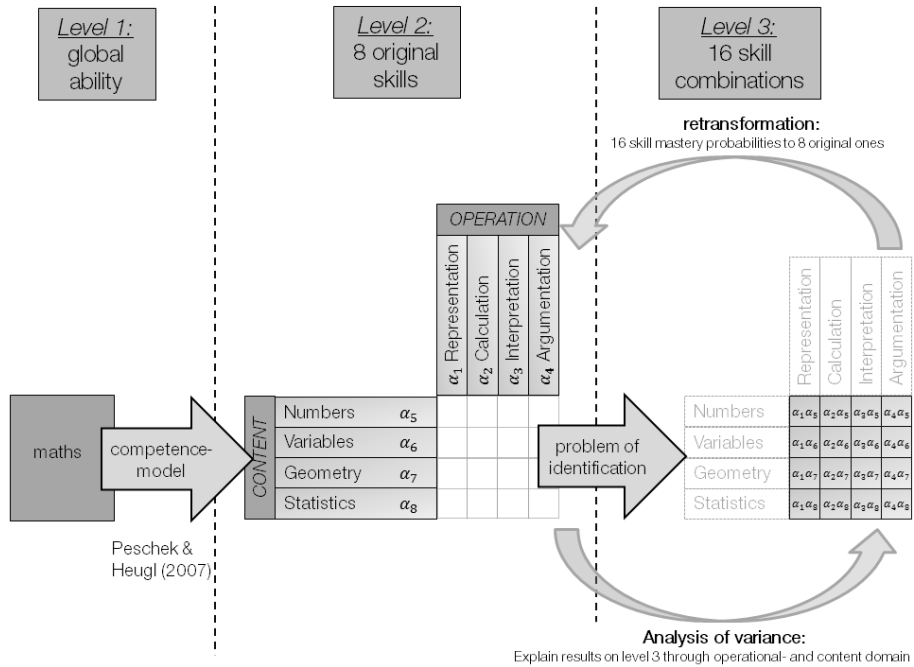 Level 1:
global
ability
Level 2:
8 original
skills
Level 3:
16 skill
combinations
retransformation:
16 skill mastery probabilities to 8 original ones
OPERATION
α₁ Representation
α₂ Calculation
α₃ Interpretation
α₄ Argumentation
Representation
Calculation
Interpretation
Argumentation
maths
competence-
model
Peschek &
Heugl (2007)
CONTENT
Numbers α₅
Variables α₆
Geometry α₇
Statistics α₈
problem of
identification
Numbers α₁α₅ α₂α₅ α₃α₅ α₄α₅
Variables α₁α₆ α₂α₆ α₃α₆ α₄α₆
Geometry α₁α₇ α₂α₇ α₃α₇ α₄α₇
Statistics α₁α₈ α₂α₈ α₃α₈ α₄α₈
Analysis of variance:
Explain results on level 3 through operational- and content domain